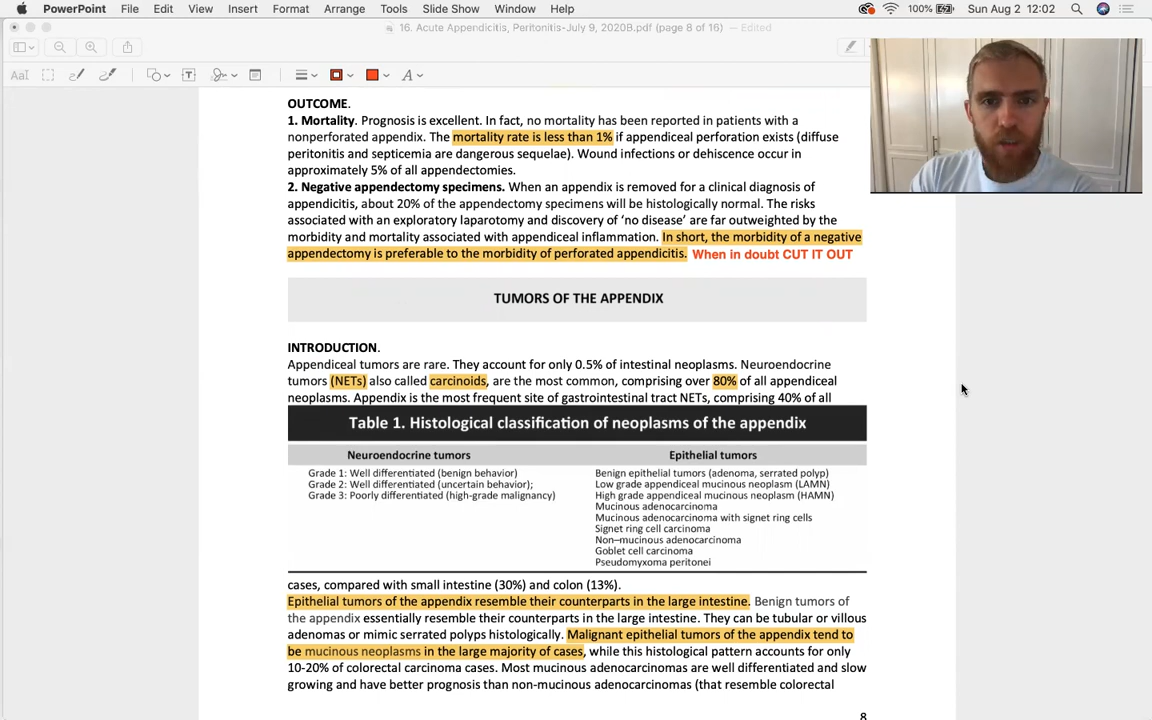 PowerPoint File Edit View Insert Format Arrange Tools Slide Show Window Help 100% Sun Aug 2 12:02
16. Acute Appendicitis, Peritonitis-July 9, 2020B.pdf (page 8 of 16) — Edited
AaI T A
OUTCOME.
1. Mortality. Prognosis is excellent. In fact, no mortality has been reported in patients with a
nonperforated appendix. The mortality rate is less than 1% if appendiceal perforation exists (diffuse
peritonitis and septicemia are dangerous sequelae). Wound infections or dehiscence occur in
approximately 5% of all appendectomies.
2. Negative appendectomy specimens. When an appendix is removed for a clinical diagnosis of
appendicitis, about 20% of the appendectomy specimens will be histologically normal. The risks
associated with an exploratory laparotomy and discovery of ‘no disease’ are far outweighted by the
morbidity and mortality associated with appendiceal inflammation. In short, the morbidity of a negative
appendectomy is preferable to the morbidity of perforated appendicitis. When in doubt CUT IT OUT
TUMORS OF THE APPENDIX
INTRODUCTION.
Appendiceal tumors are rare. They account for only 0.5% of intestinal neoplasms. Neuroendocrine
tumors (NETs) also called carcinoids, are the most common, comprising over 80% of all appendiceal
neoplasms. Appendix is the most frequent site of gastrointestinal tract NETs, comprising 40% of all
Table 1. Histological classification of neoplasms of the appendix
Neuroendocrine tumors
Grade 1: Well differentiated (benign behavior)
Grade 2: Well differentiated (uncertain behavior);
Grade 3: Poorly differentiated (high-grade malignancy)
Epithelial tumors
Benign epithelial tumors (adenoma, serrated polyp)
Low grade appendiceal mucinous neoplasm (LAMN)
High grade appendiceal mucinous neoplasm (HAMN)
Mucinous adenocarcinoma
Mucinous adenocarcinoma with signet ring cells
Signet ring cell carcinoma
Non–mucinous adenocarcinoma
Goblet cell carcinoma
Pseudomyxoma peritonei
cases, compared with small intestine (30%) and colon (13%).
Epithelial tumors of the appendix resemble their counterparts in the large intestine. Benign tumors of
the appendix essentially resemble their counterparts in the large intestine. They can be tubular or villous
adenomas or mimic serrated polyps histologically. Malignant epithelial tumors of the appendix tend to
be mucinous neoplasms in the large majority of cases, while this histological pattern accounts for only
10-20% of colorectal carcinoma cases. Most mucinous adenocarcinomas are well differentiated and slow
growing and have better prognosis than non-mucinous adenocarcinomas (that resemble colorectal
8